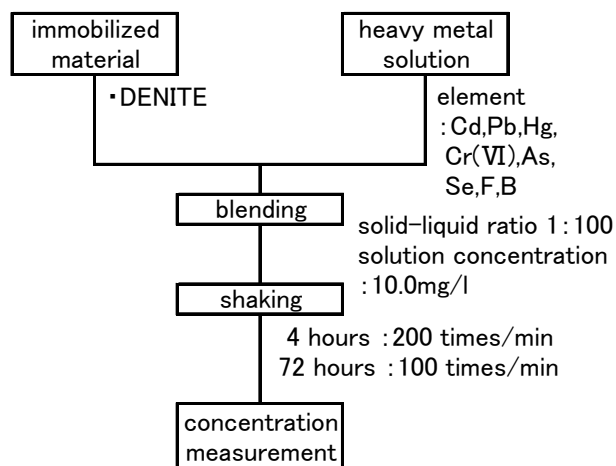 immobilized
material
heavy metal
solution
・DENITE
element
:Cd,Pb,Hg,
Cr(Ⅵ),As,
Se,F,B
blending
solid-liquid ratio 1:100
solution concentration
:10.0mg/l
shaking
4 hours :200 times/min
72 hours :100 times/min
concentration
measurement